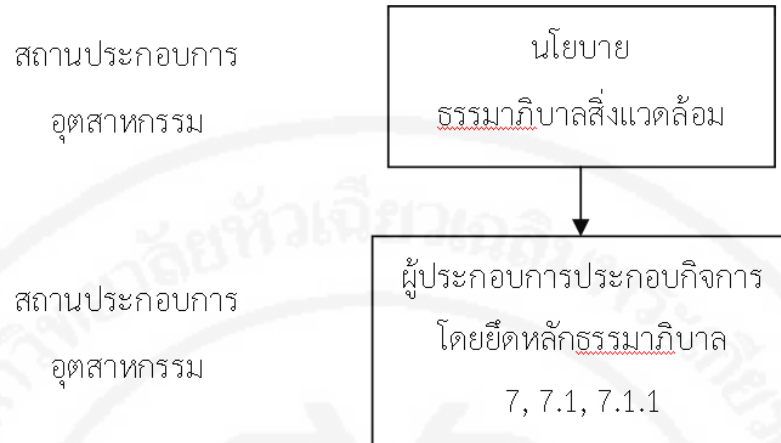 สถานประกอบการ
อุตสาหกรรม
นโยบาย
ธรรมาภิบาลสิ่งแวดล้อม
สถานประกอบการ
อุตสาหกรรม
ผู้ประกอบการประกอบกิจการ
โดยยึดหลักธรรมาภิบาล
7, 7.1, 7.1.1